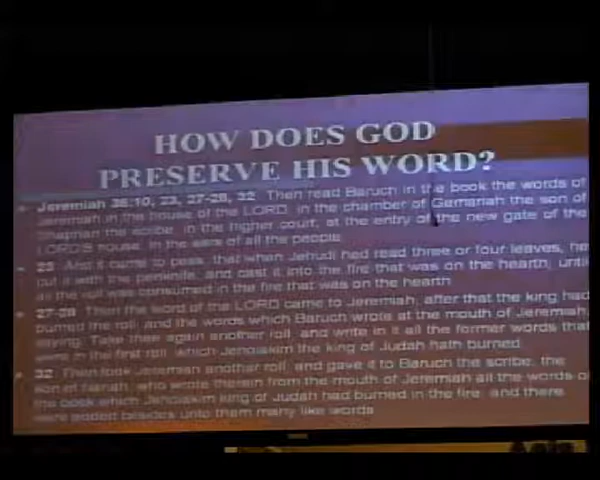 HOW DOES GOD
PRESERVE HIS WORD?
Jeremiah 36:10, 23, 27-28, 32 Then read Baruch in the book the words of
Jeremiah in the house of the LORD, in the chamber of Gemariah the son of
Shaphan the scribe, in the higher court, at the entry of the new gate of the
LORD'S house, in the ears of all the people.
23 And it came to pass, that when Jehudi had read three or four leaves, he
cut it with the penknife, and cast it into the fire that was on the hearth, until
all the roll was consumed in the fire that was on the hearth.
27-28 Then the word of the LORD came to Jeremiah, after that the king had
burned the roll, and the words which Baruch wrote at the mouth of Jeremiah,
saying, Take thee again another roll, and write in it all the former words that
were in the first roll, which Jehoiakim the king of Judah hath burned.
32 Then took Jeremiah another roll, and gave it to Baruch the scribe, the
son of Neriah; who wrote therein from the mouth of Jeremiah all the words of
the book which Jehoiakim king of Judah had burned in the fire: and there
were added besides unto them many like words.